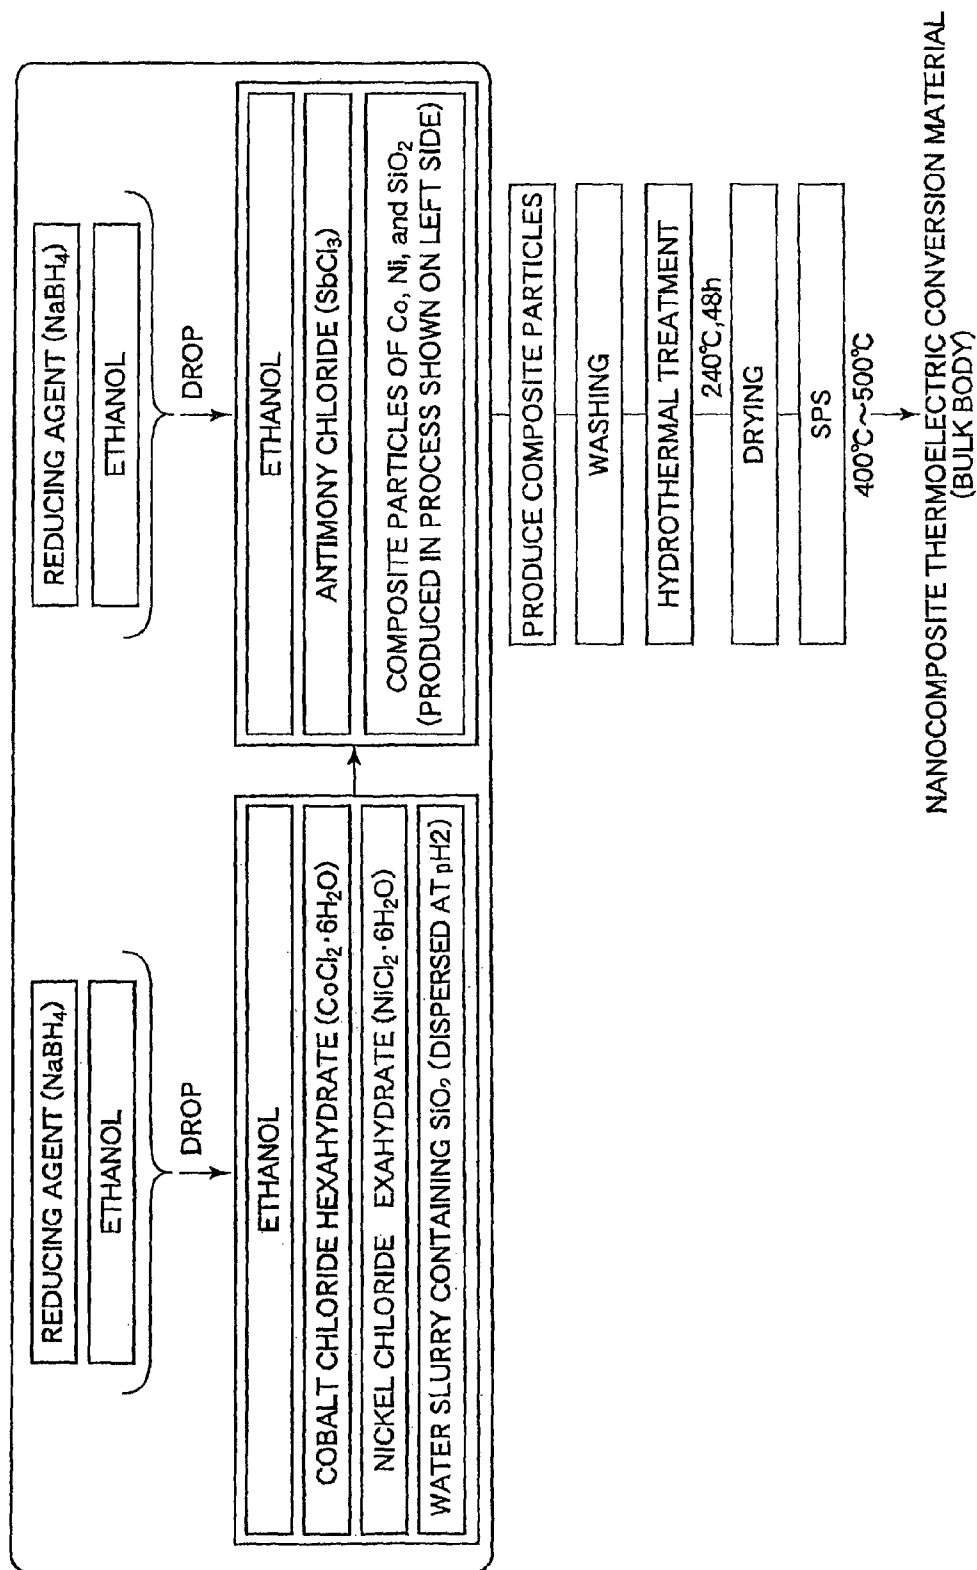 REDUCING AGENT (NaBH₄)
ETHANOL
DROP
ETHANOL
COBALT CHLORIDE HEXAHYDRATE (CoCl₂·6H₂O)
NICKEL CHLORIDE EXAHYDRATE (NiCl₂·6H₂O)
WATER SLURRY CONTAINING SiO₂ (DISPERSED AT pH2)
REDUCING AGENT (NaBH₄)
ETHANOL
DROP
ETHANOL
ANTIMONY CHLORIDE (SbCl₃)
COMPOSITE PARTICLES OF Co, Ni, and SiO₂
(PRODUCED IN PROCESS SHOWN ON LEFT SIDE)
PRODUCE COMPOSITE PARTICLES
WASHING
HYDROTHERMAL TREATMENT
240℃,48h
DRYING
SPS
400℃~500℃
NANOCOMPOSITE THERMOELECTRIC CONVERSION MATERIAL
(BULK BODY)